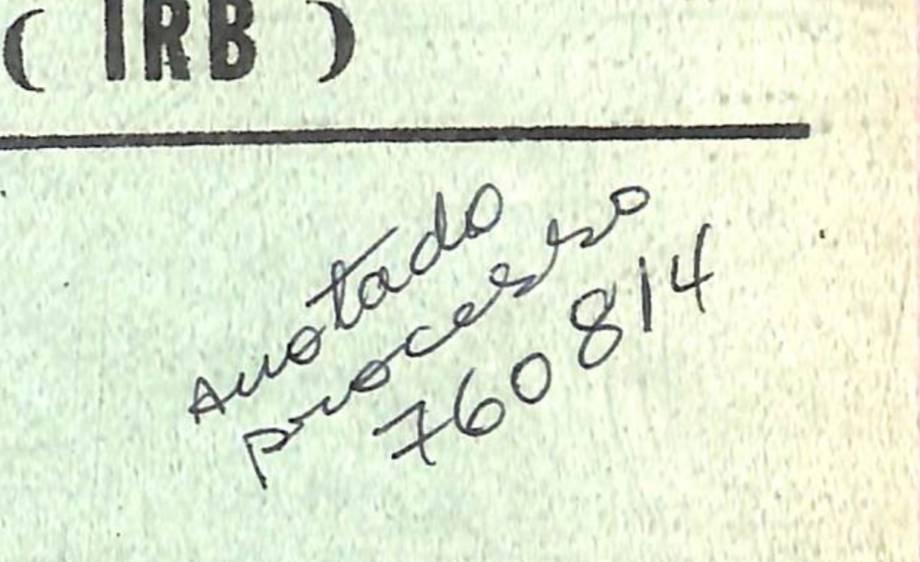 ( IRB )
Anotado
processo
760814